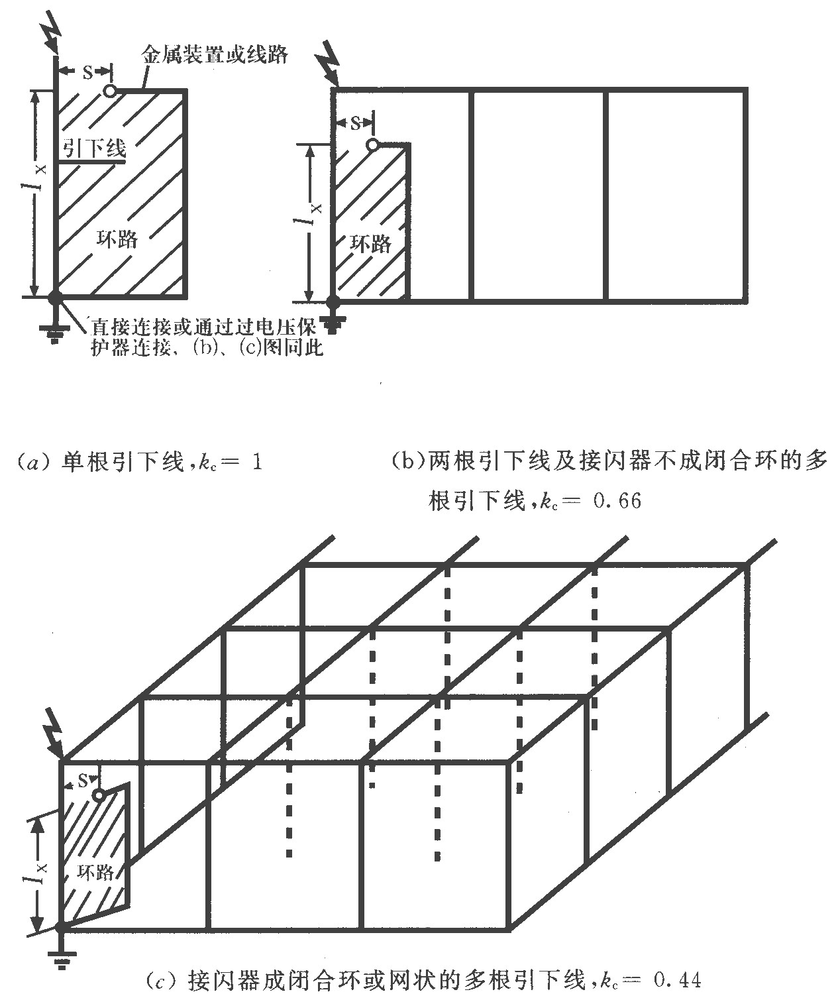 金属装置或线路
S
引下线
l x
环路
S
l x
环路
直接连接或通过过电压保
护器连接、(b)、(c)图同此
(a) 单根引下线,kc= 1
(b)两根引下线及接闪器不成闭合环的多
根引下线,kc= 0.66
S
l x
环路
(c) 接闪器成闭合环或网状的多根引下线,kc= 0.44